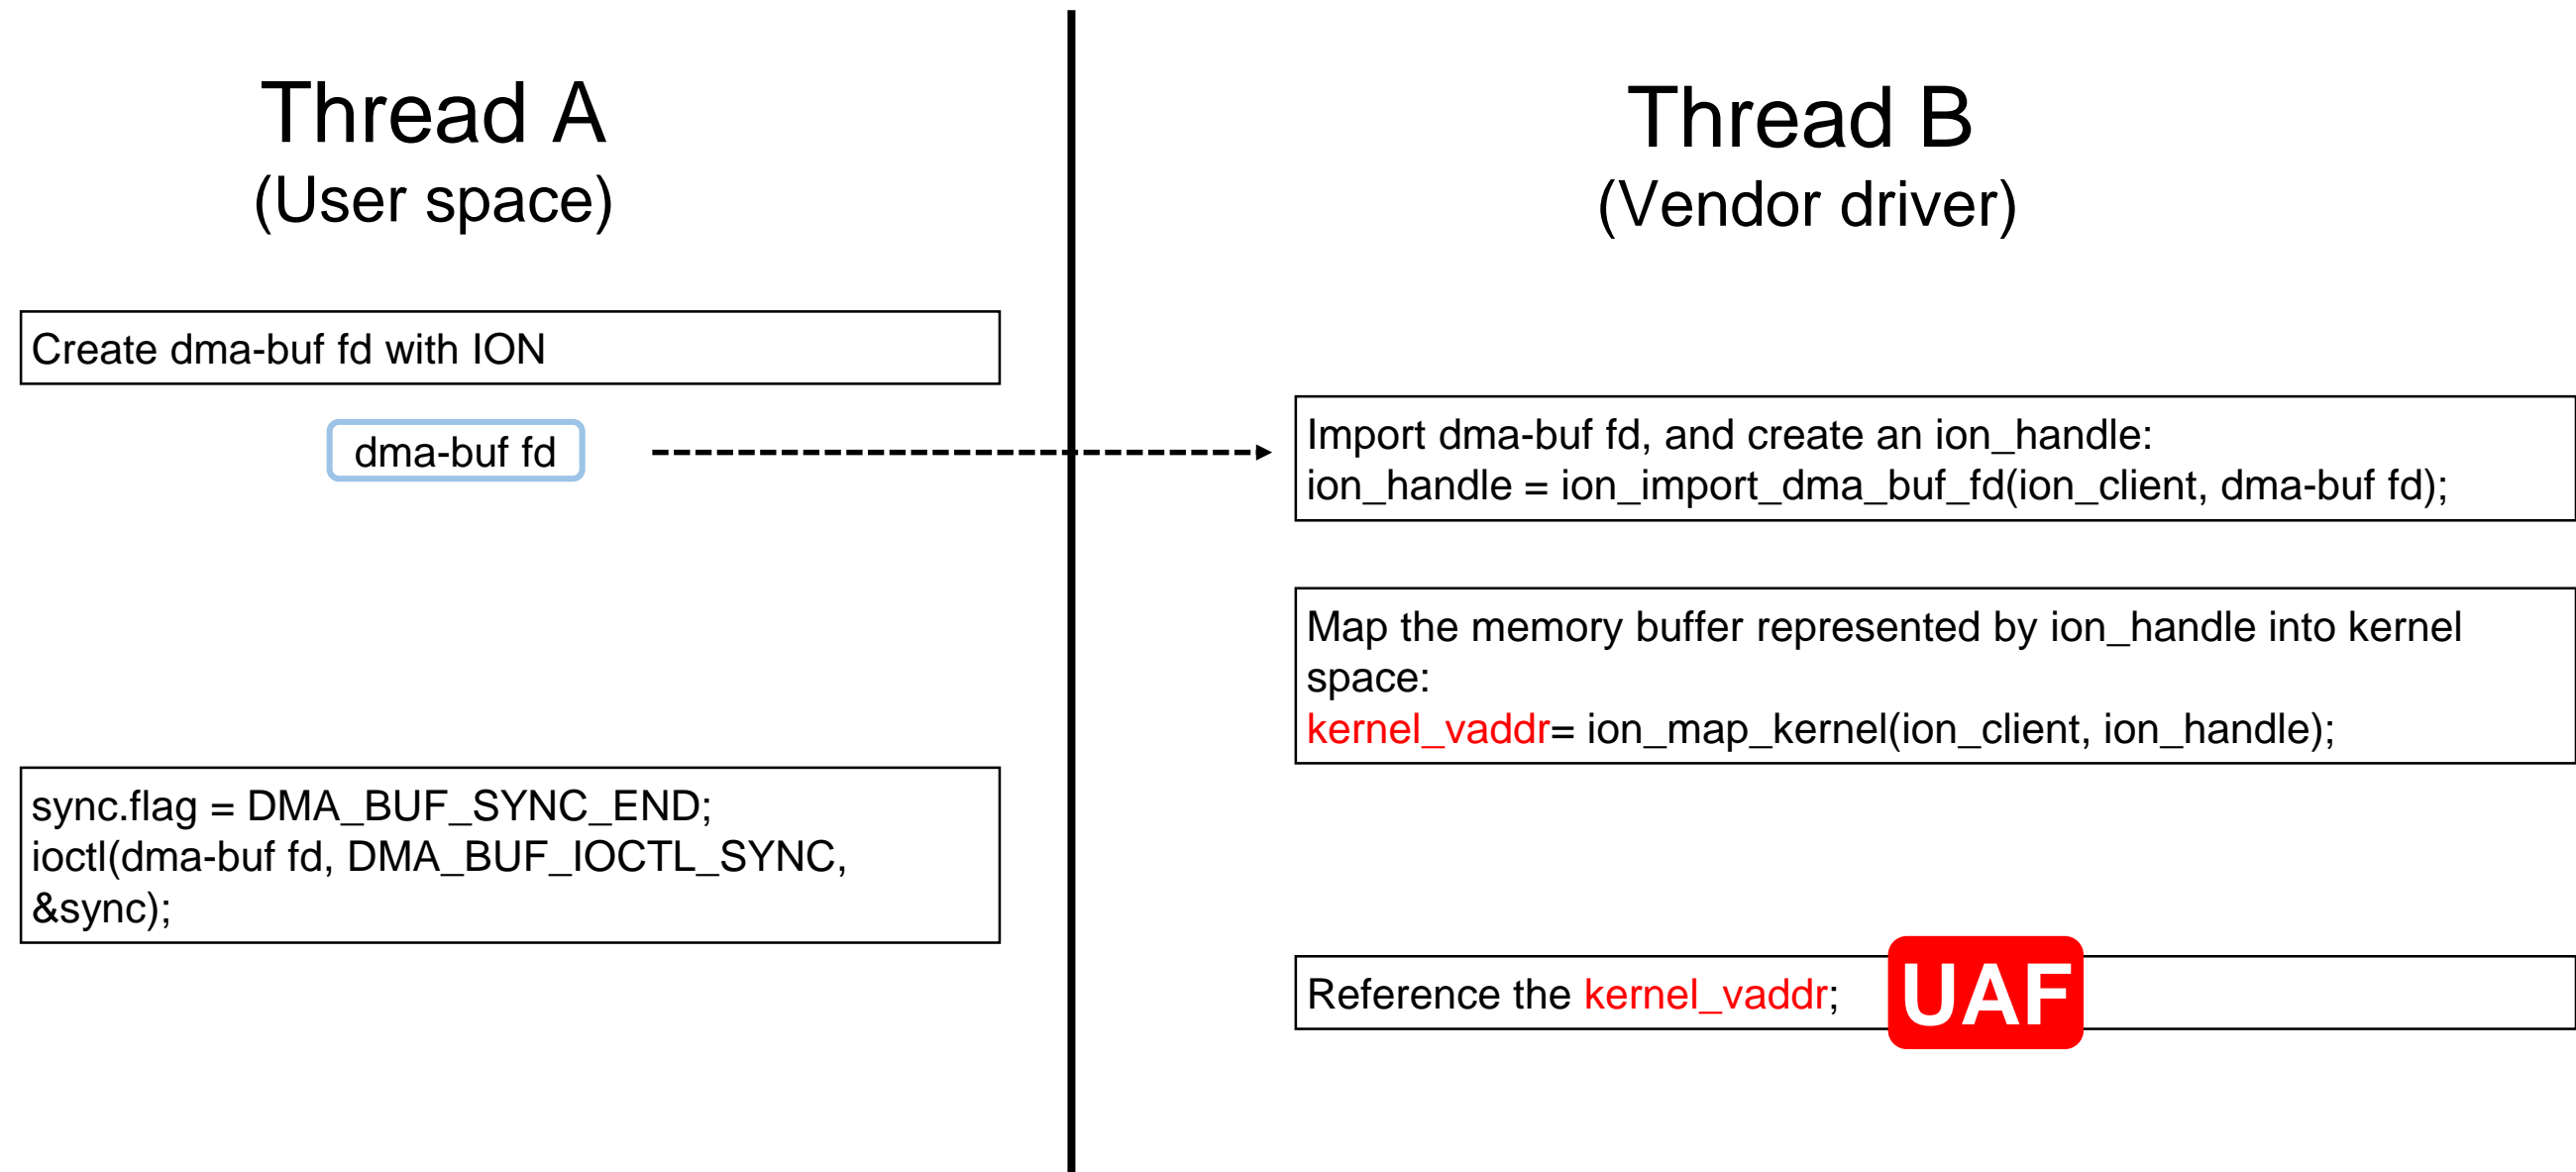 Thread A
(User space)
Thread B
(Vendor driver)
Create dma-buf fd with ION
dma-buf fd
Import dma-buf fd, and create an ion_handle:
ion_handle = ion_import_dma_buf_fd(ion_client, dma-buf fd);
Map the memory buffer represented by ion_handle into kernel
space:
kernel_vaddr= ion_map_kernel(ion_client, ion_handle);
sync.flag = DMA_BUF_SYNC_END;
ioctl(dma-buf fd, DMA_BUF_IOCTL_SYNC,
&sync);
Reference the kernel_vaddr;
UAF